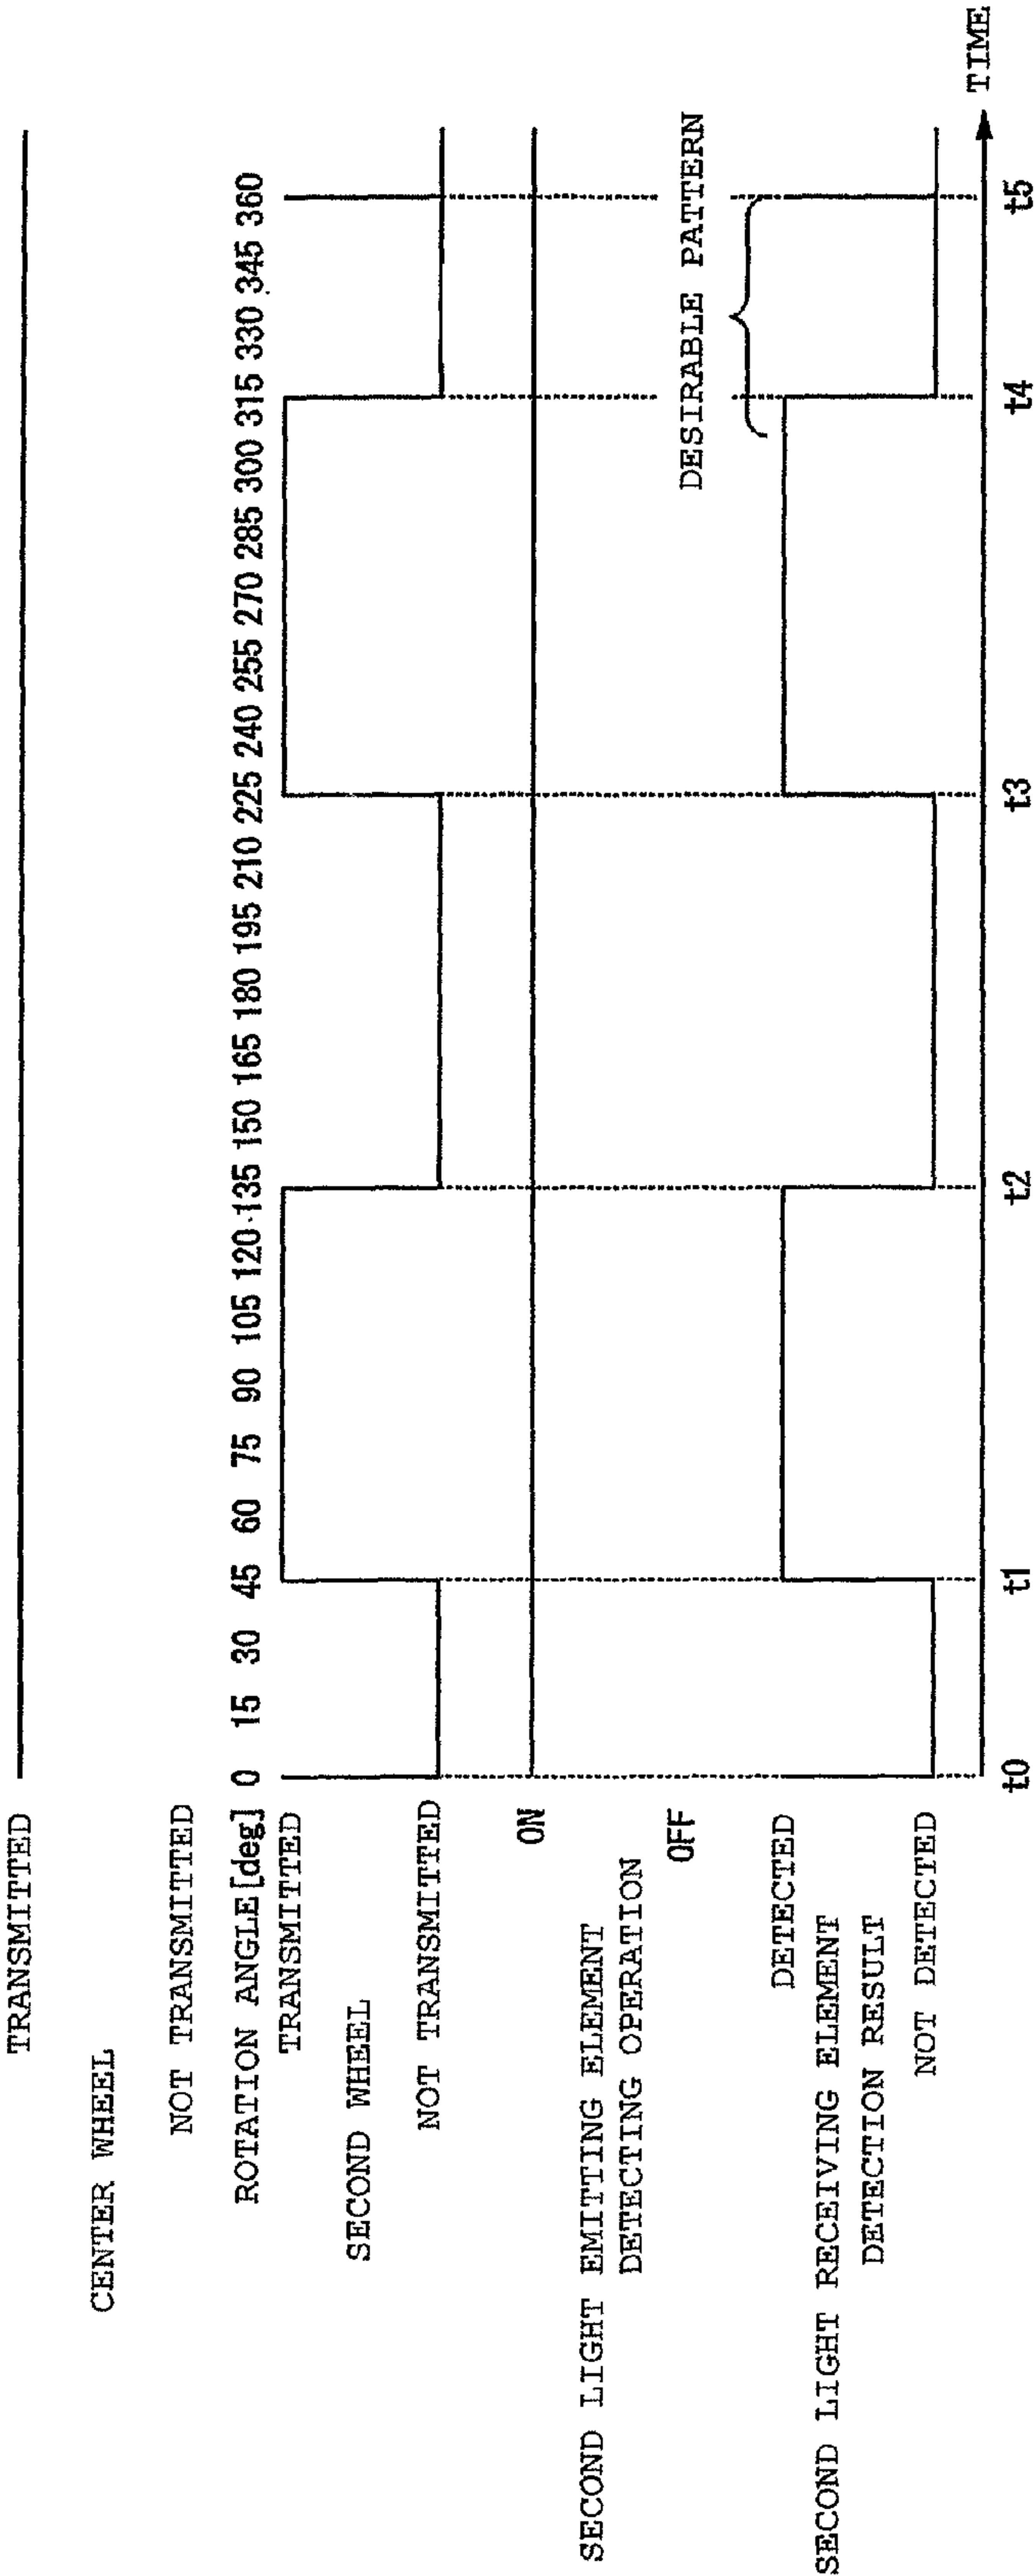 TRANSMITTED
CENTER WHEEL
NOT TRANSMITTED
ROTATION ANGLE[deg] 0 15 30 45 60 75 90 105 120 135 150 165 180 195 210 225 240 255 270 285 300 315 330 345 360
TRANSMITTED
SECOND WHEEL
NOT TRANSMITTED
ON
SECOND LIGHT EMITTING ELEMENT
DETECTING OPERATION
OFF
DESIRABLE PATTERN
DETECTED
SECOND LIGHT RECEIVING ELEMENT
DETECTION RESULT
NOT DETECTED
TIME
t0 t1 t2 t3 t4 t5